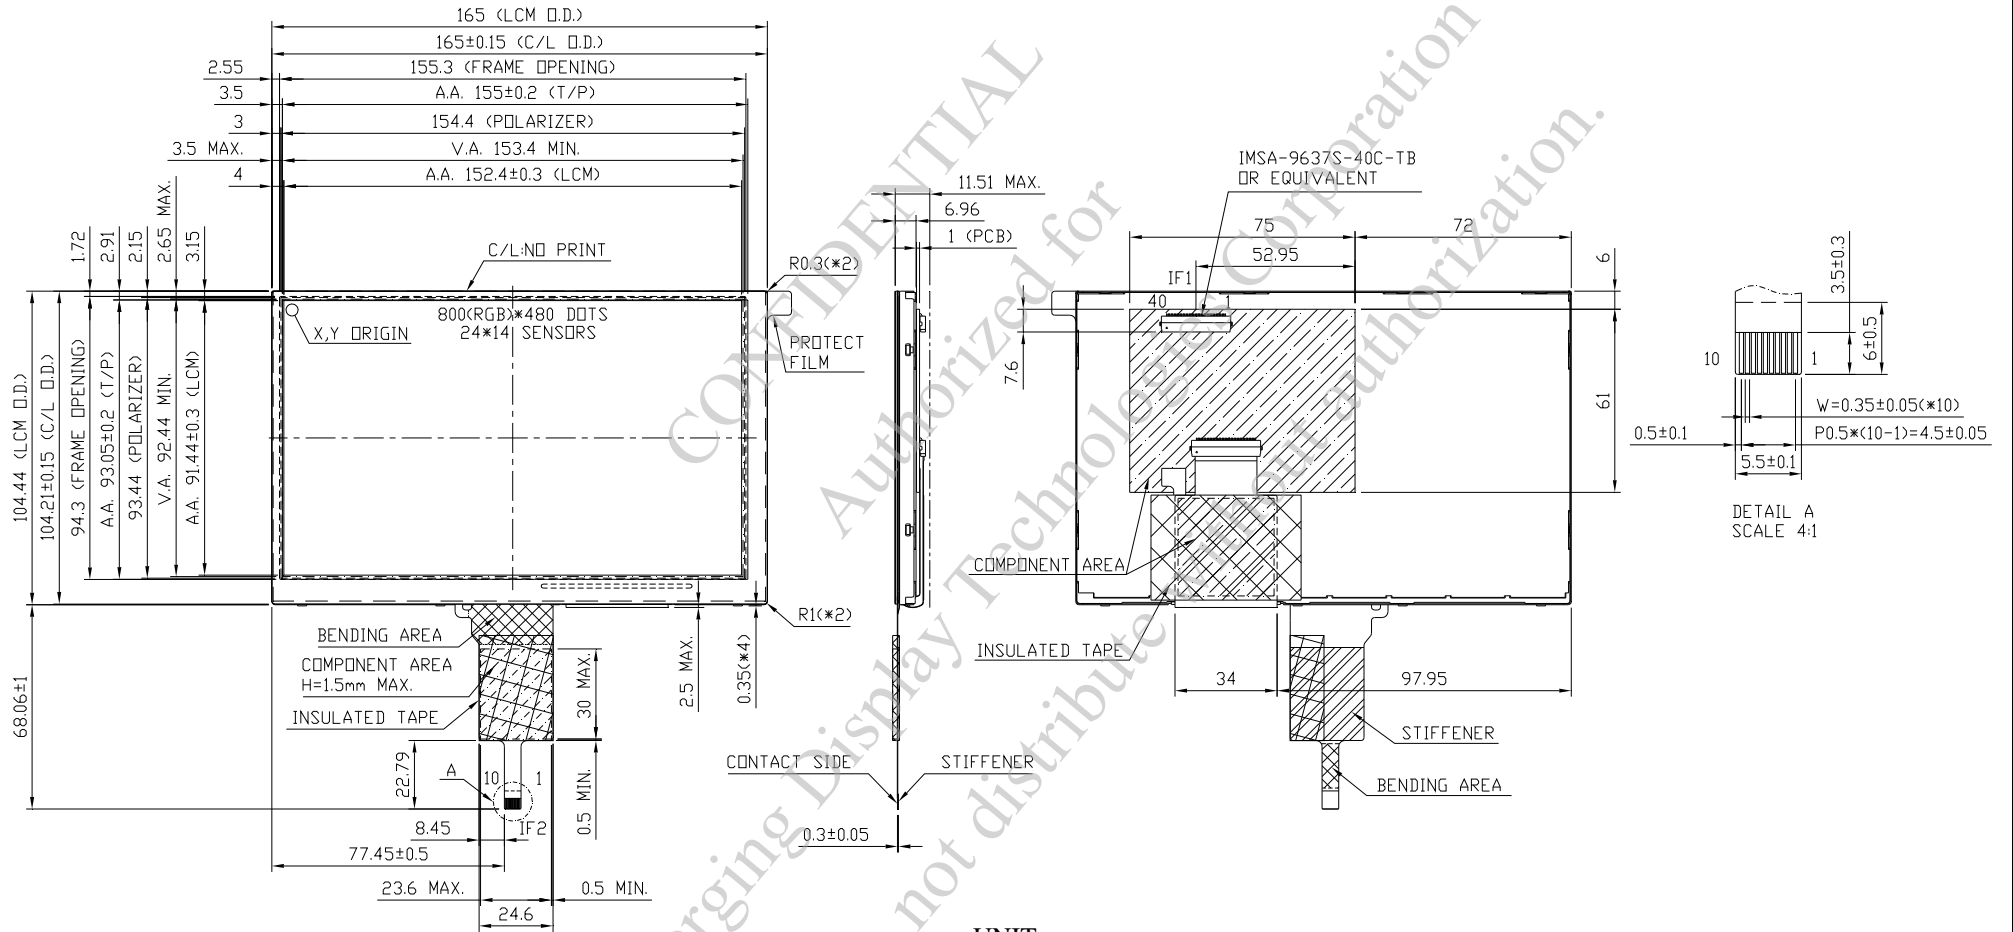 165 (LCM O.D.)
165±0.15 (C/L O.D.)
2.55
155.3 (FRAME OPENING)
3.5
A.A. 155±0.2 (T/P)
3
154.4 (POLARIZER)
3.5 MAX.
V.A. 153.4 MIN.
4
A.A. 152.4±0.3 (LCM)
1.72
2.91
2.15
2.65 MAX.
3.15
C/L:NO PRINT
R0.3(*2)
800(RGB)*480 DOTS
24*14 SENSORS
X,Y ORIGIN
PROTECT
FILM
104.44 (LCM O.D.)
104.21±0.15 (C/L O.D.)
94.3 (FRAME OPENING)
A.A. 93.05±0.2 (T/P)
93.44 (POLARIZER)
V.A. 92.44 MIN.
A.A. 91.44±0.3 (LCM)
R1(*2)
BENDING AREA
COMPONENT AREA
H=1.5mm MAX.
INSULATED TAPE
68.06±1
22.79
A
10
1
IF2
30 MAX.
0.5 MIN.
2.5 MAX.
0.35(*4)
8.45
77.45±0.5
23.6 MAX.
0.5 MIN.
24.6
11.51 MAX.
6.96
1 (PCB)
CONTACT SIDE
STIFFENER
0.3±0.05
IMSA-9637S-40C-TB
OR EQUIVALENT
75
72
52.95
IF1
40
1
6
7.6
61
COMPONENT AREA
INSULATED TAPE
34
97.95
STIFFENER
BENDING AREA
3.5±0.3
6±0.5
10
1
W=0.35±0.05(*10)
0.5±0.1
P0.5*(10-1)=4.5±0.05
5.5±0.1
DETAIL A
SCALE 4:1
CONFIDENTIAL
Authorized for
Display Technologies Corporation
not distribute without authorization.